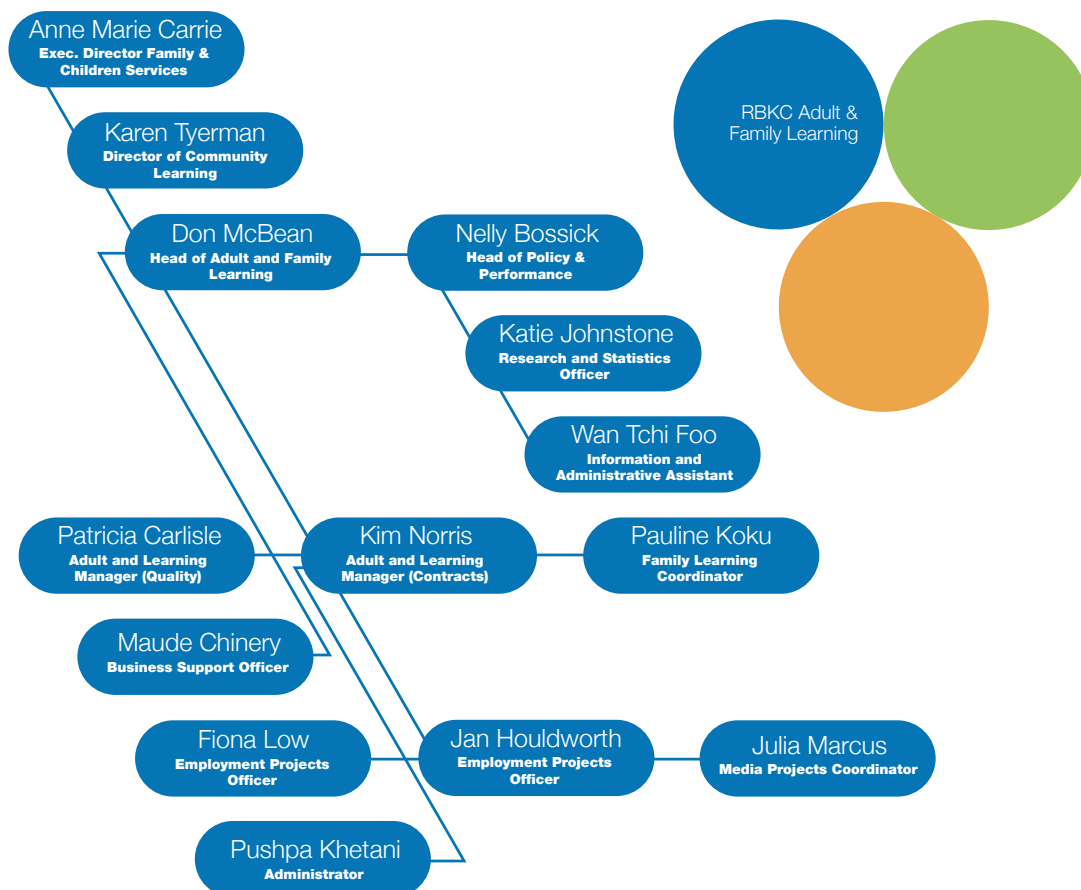 Anne Marie Carrie
Exec. Director Family &
Children Services
RBKC Adult &
Family Learning
Karen Tyerman
Director of Community
Learning
Don McBean
Head of Adult and Family
Learning
Nelly Bossick
Head of Policy &
Performance
Katie Johnstone
Research and Statistics
Officer
Wan Tchi Foo
Information and
Administrative Assistant
Patricia Carlisle
Adult and Learning
Manager (Quality)
Kim Norris
Adult and Learning
Manager (Contracts)
Pauline Koku
Family Learning
Coordinator
Maude Chinery
Business Support Officer
Fiona Low
Employment Projects
Officer
Jan Houldworth
Employment Projects
Officer
Julia Marcus
Media Projects Coordinator
Pushpa Khetani
Administrator